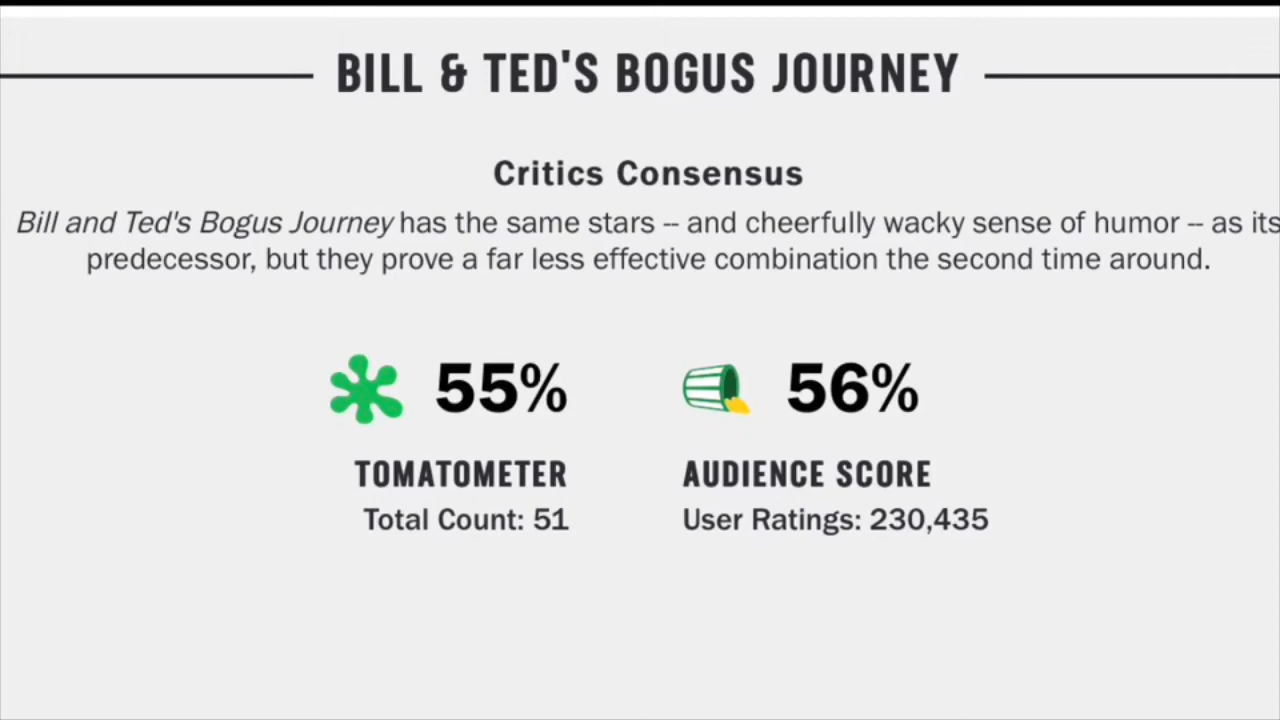 BILL & TED'S BOGUS JOURNEY
Critics Consensus
Bill and Ted's Bogus Journey has the same stars -- and cheerfully wacky sense of humor -- as its
predecessor, but they prove a far less effective combination the second time around.
55% 56%
TOMATOMETER AUDIENCE SCORE
Total Count: 51 User Ratings: 230,435